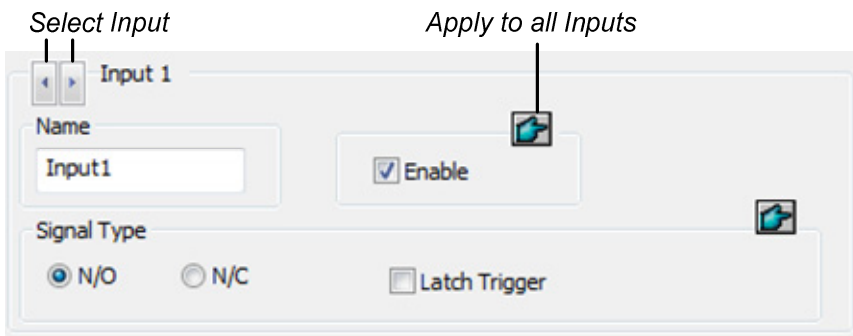 Select Input
Apply to all Inputs
Input 1
Name
Input1
Enable
Signal Type
N/O
N/C
Latch Trigger